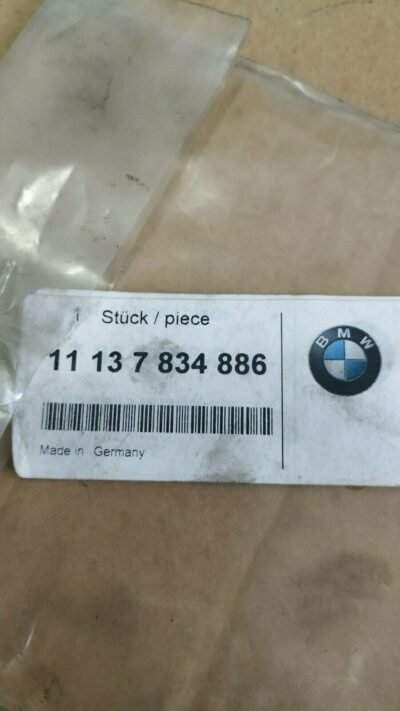 1 Stück / piece
11 13 7 834 886
Made in Germany
BMW